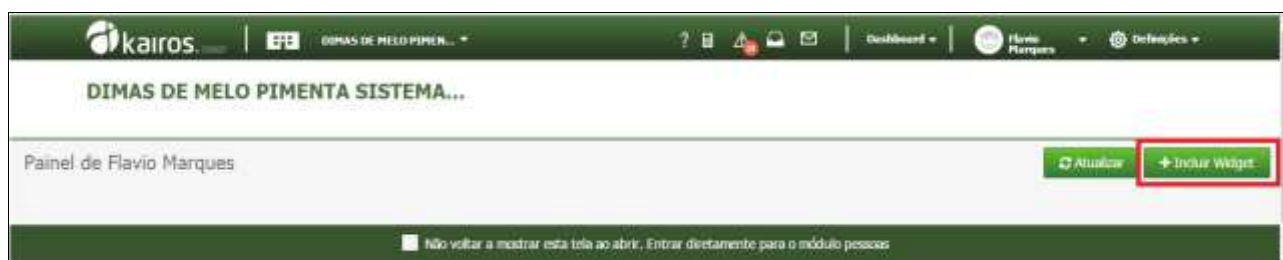 kairos.
DIMAS DE MELO PIMEN...
?
Dashboard
Flavio Marques
Definições
DIMAS DE MELO PIMENTA SISTEMA...
Painel de Flavio Marques
Atualizar
+ Incluir Widget
Não voltar a mostrar esta tela ao abrir. Entrar diretamente para o módulo pessoas